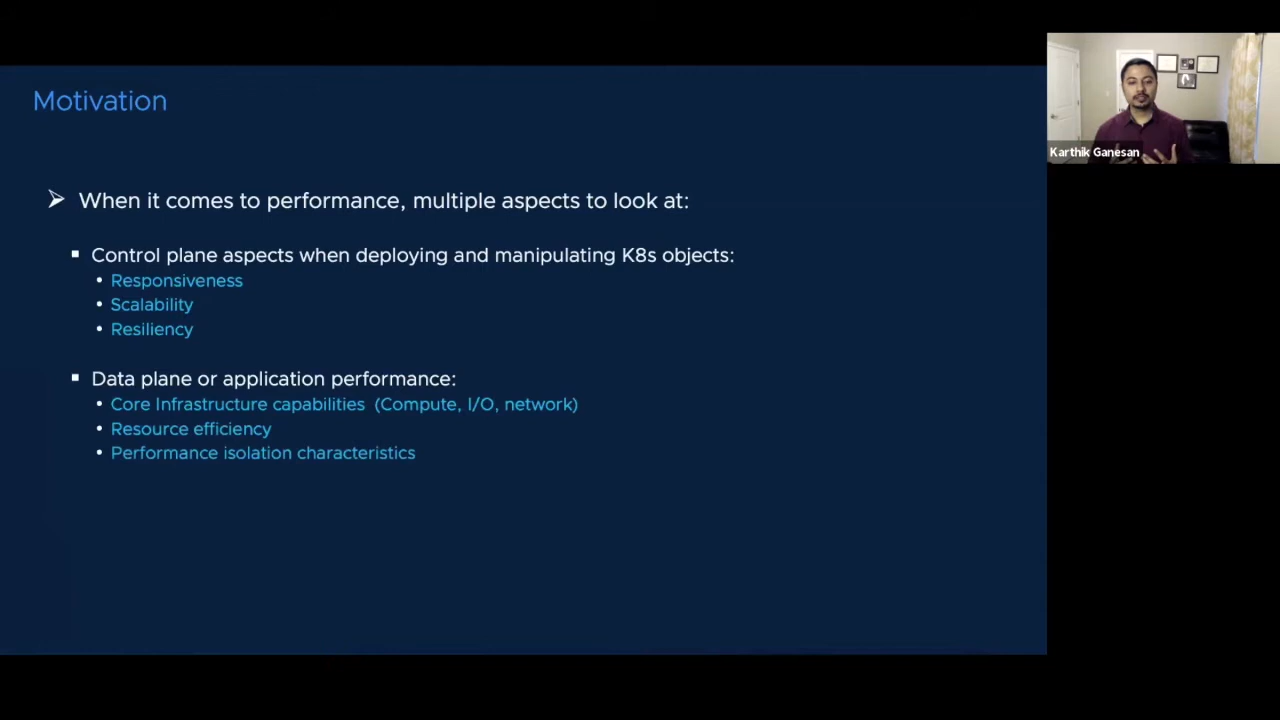 Motivation
When it comes to performance, multiple aspects to look at:
Control plane aspects when deploying and manipulating K8s objects:
Responsiveness
Scalability
Resiliency
Data plane or application performance:
Core Infrastructure capabilities (Compute, I/O, network)
Resource efficiency
Performance isolation characteristics
Karthik Ganesan